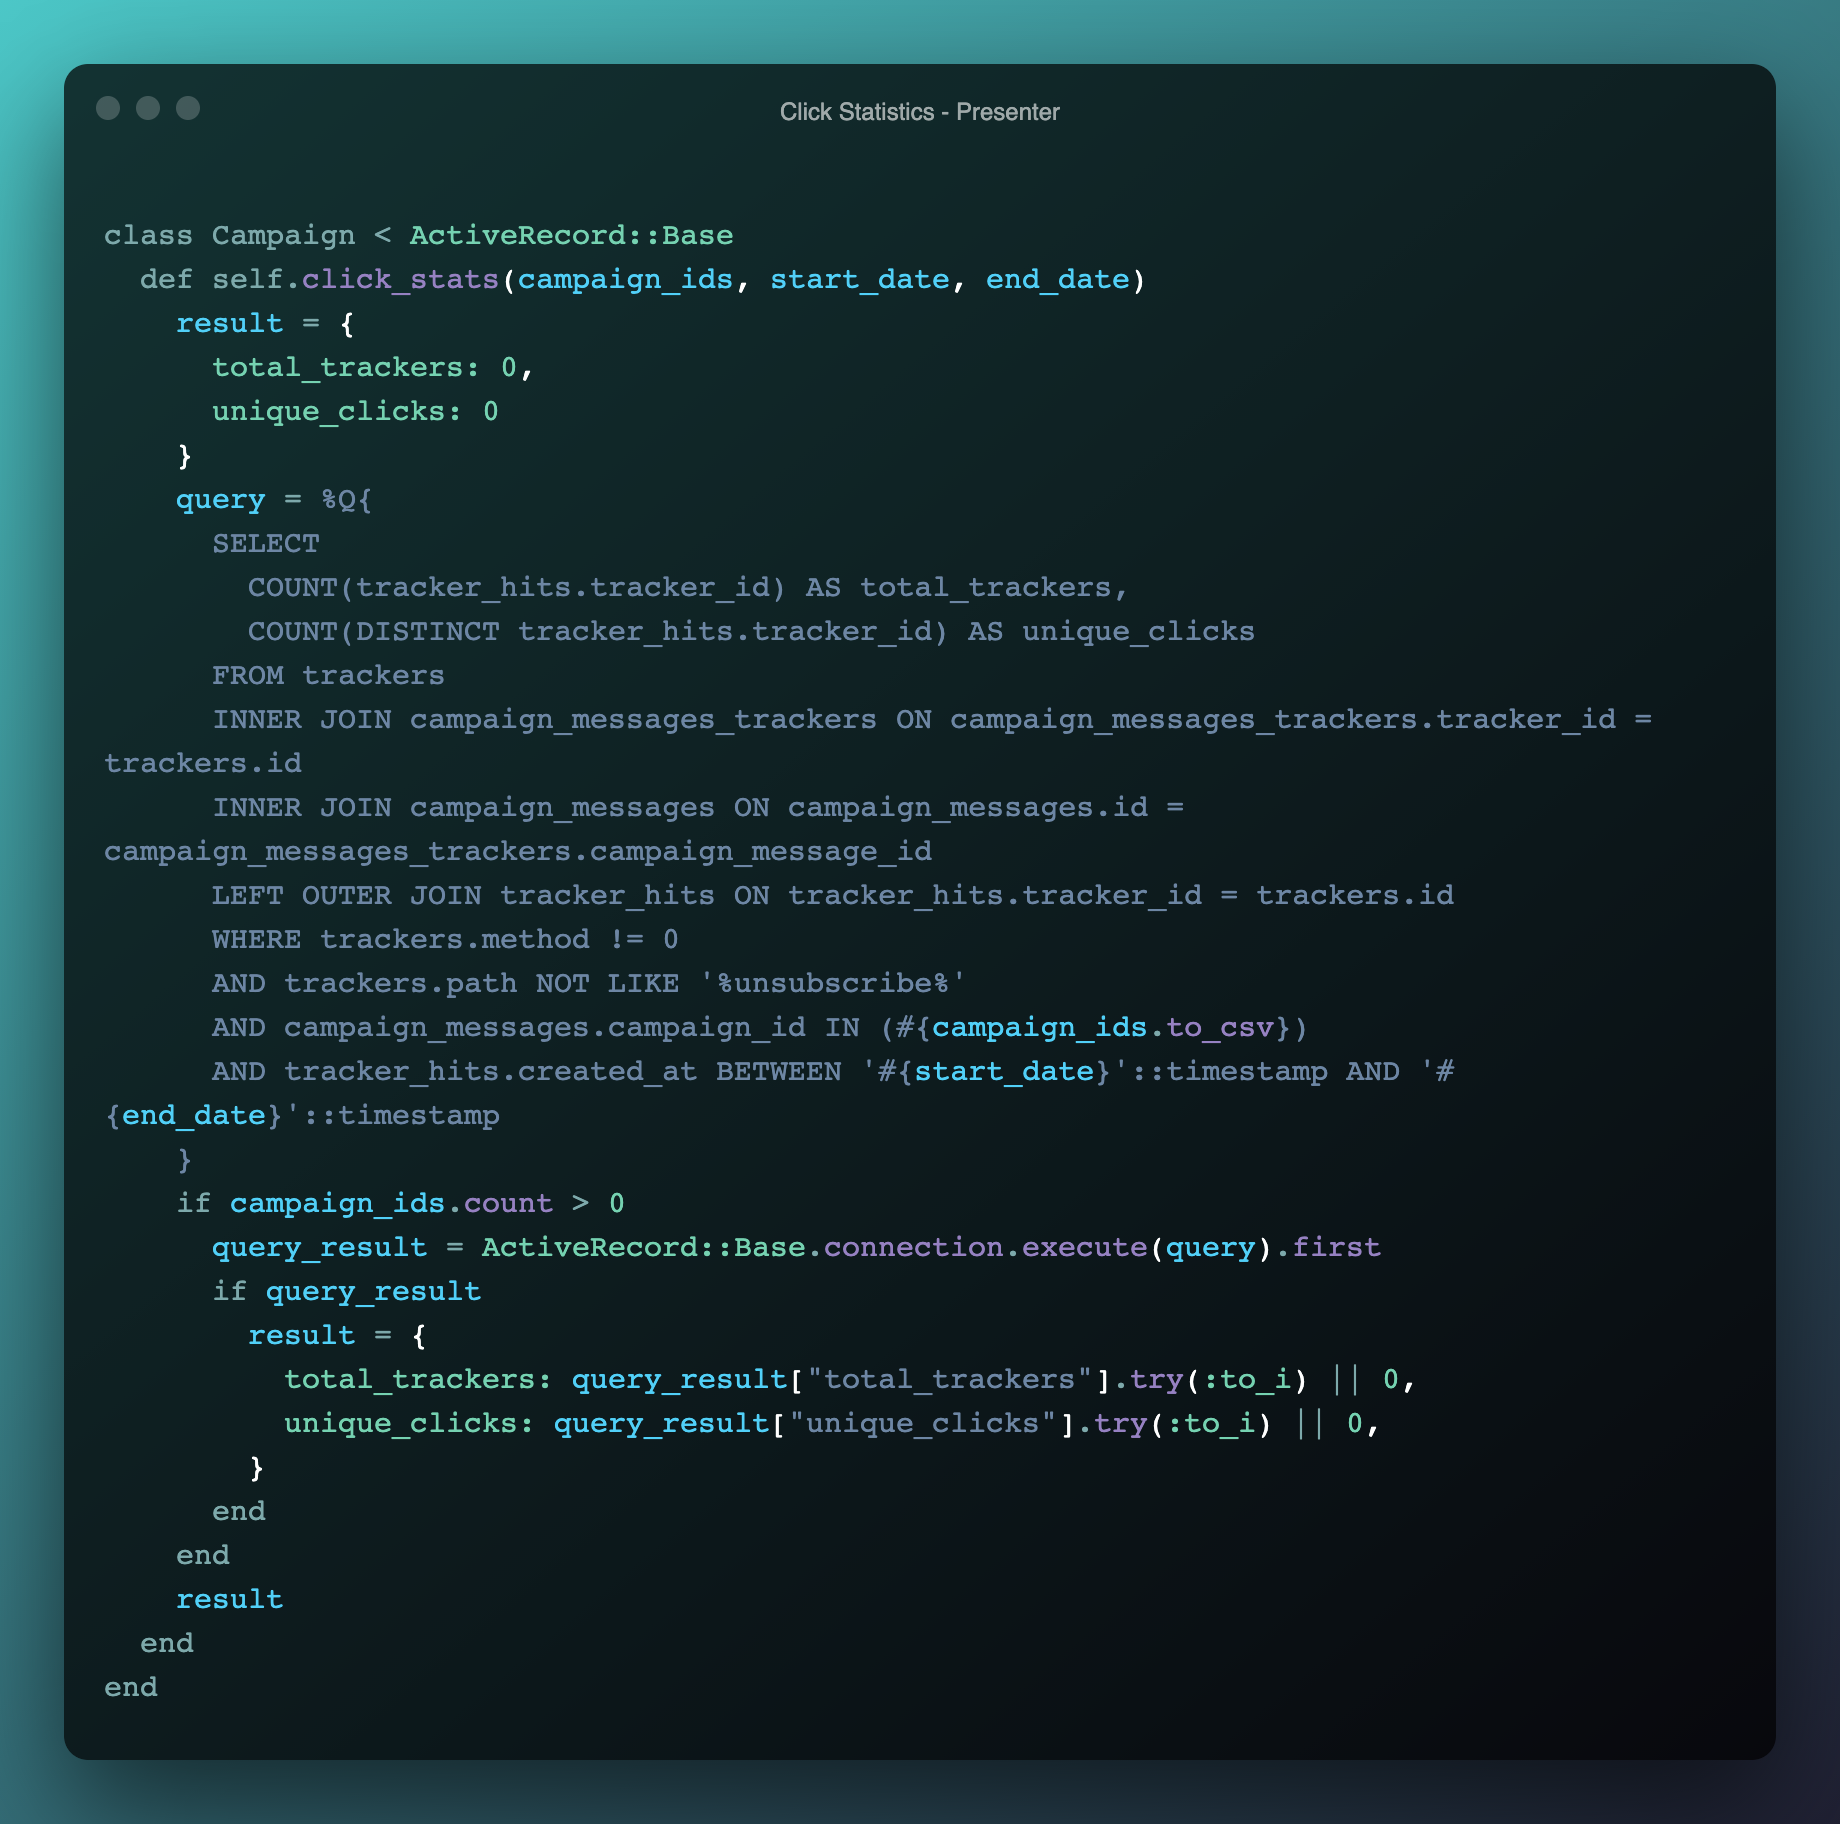 Click Statistics - Presenter
class Campaign < ActiveRecord::Base
  def self.click_stats(campaign_ids, start_date, end_date)
    result = {
      total_trackers: 0,
      unique_clicks: 0
    }
    query = %Q{
      SELECT
        COUNT(tracker_hits.tracker_id) AS total_trackers,
        COUNT(DISTINCT tracker_hits.tracker_id) AS unique_clicks
      FROM trackers
      INNER JOIN campaign_messages_trackers ON campaign_messages_trackers.tracker_id =
trackers.id
      INNER JOIN campaign_messages ON campaign_messages.id =
campaign_messages_trackers.campaign_message_id
      LEFT OUTER JOIN tracker_hits ON tracker_hits.tracker_id = trackers.id
      WHERE trackers.method != 0
      AND trackers.path NOT LIKE '%unsubscribe%'
      AND campaign_messages.campaign_id IN (#{campaign_ids.to_csv})
      AND tracker_hits.created_at BETWEEN '#{start_date}'::timestamp AND '#
{end_date}'::timestamp
    }
    if campaign_ids.count > 0
      query_result = ActiveRecord::Base.connection.execute(query).first
      if query_result
        result = {
          total_trackers: query_result["total_trackers"].try(:to_i) || 0,
          unique_clicks: query_result["unique_clicks"].try(:to_i) || 0,
        }
      end
    end
    result
  end
end